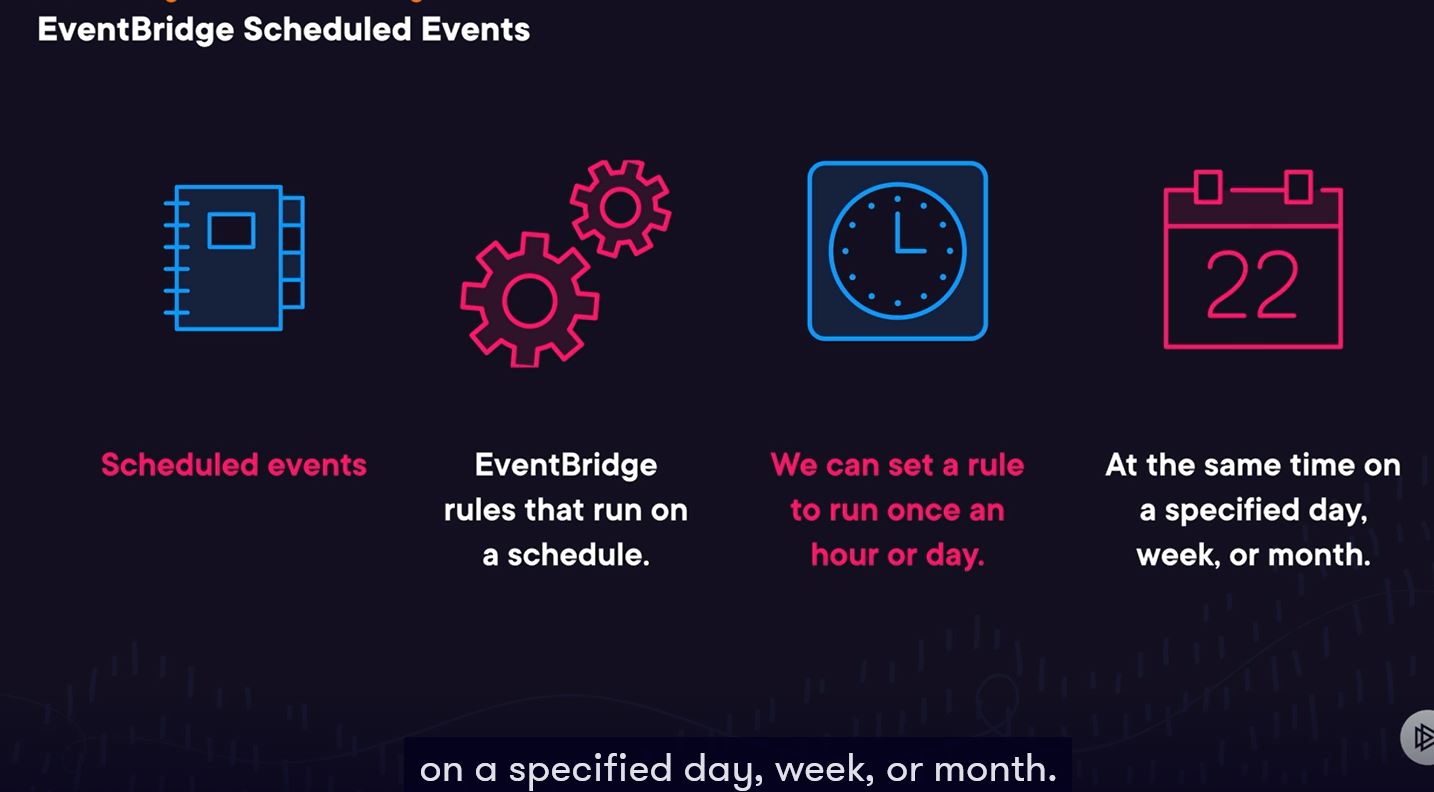 EventBridge Scheduled Events
22
Scheduled events
EventBridge
rules that run on
a schedule.
We can set a rule
to run once an
hour or day.
At the same time on
a specified day,
week, or month.
on a specified day, week, or month.